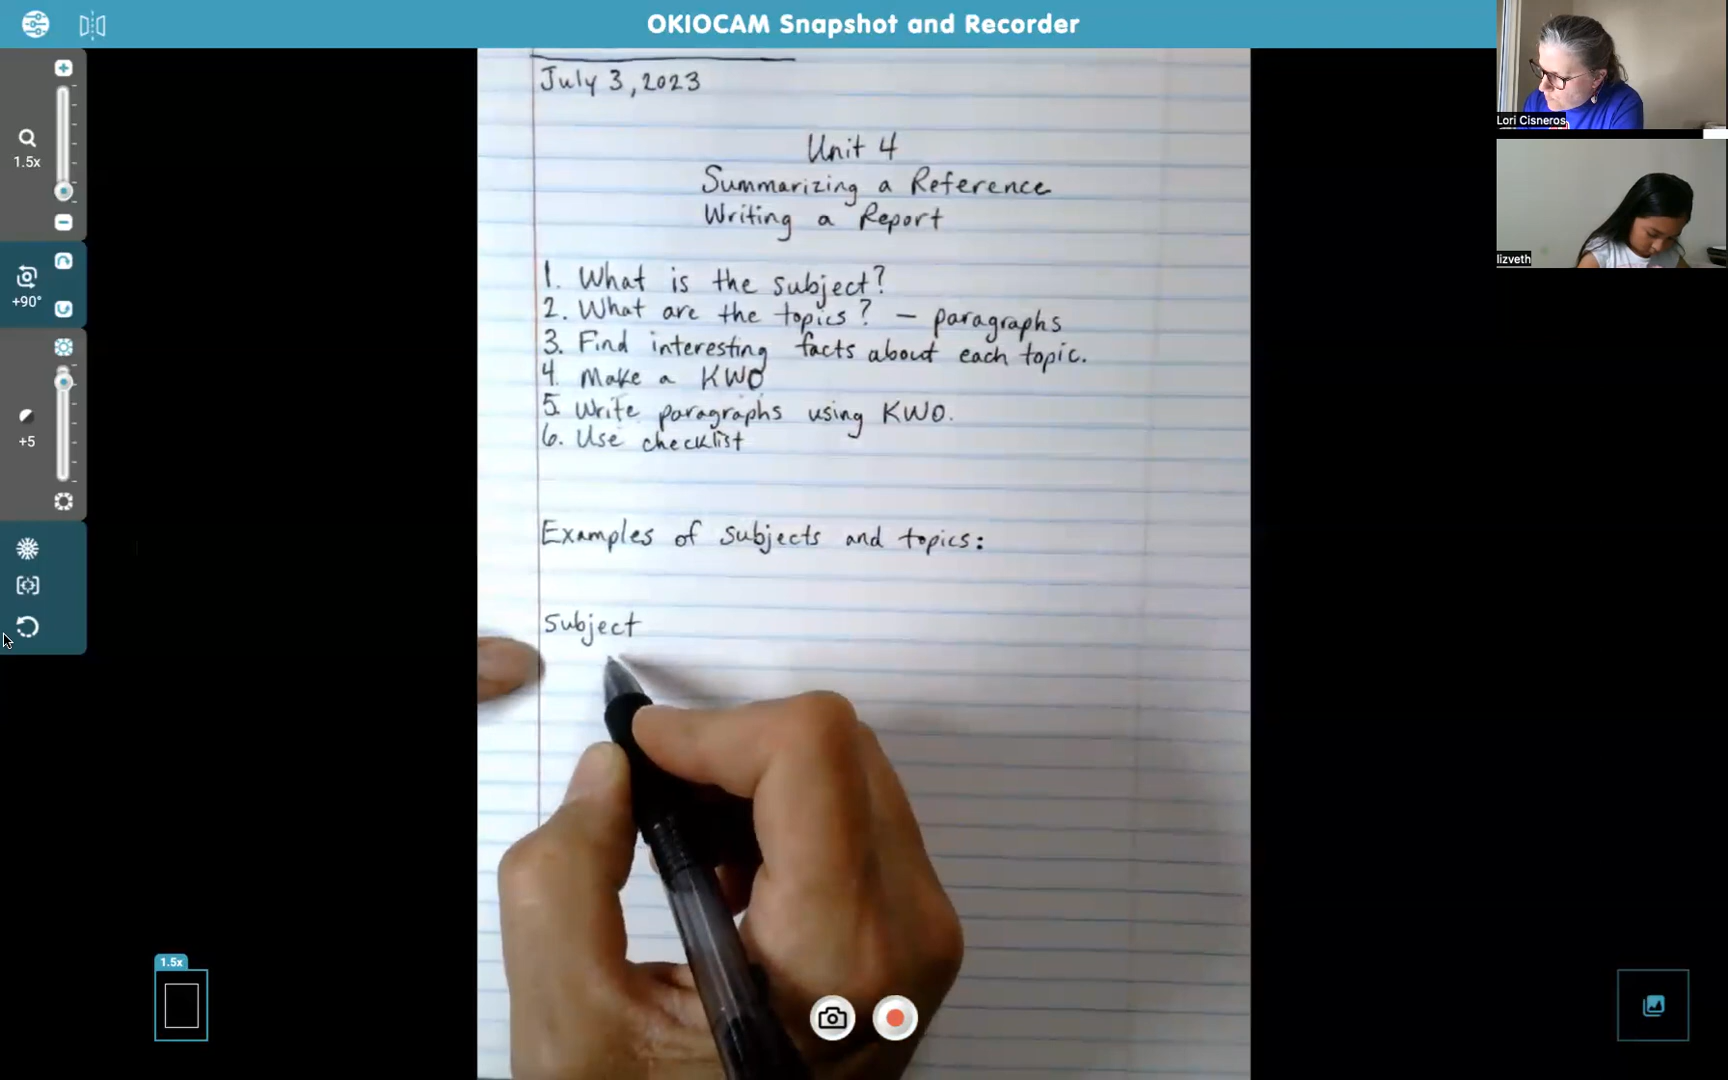 OKIOCAM Snapshot and Recorder
Lori Cisneros
lizveth
1.5x
+90°
+5
July 3, 2023
Unit 4
Summarizing a Reference
Writing a Report
1. What is the subject?
2. What are the topics? - paragraphs
3. Find interesting facts about each topic.
4. Make a KWO
5. Write paragraphs using KWO.
6. Use checklist
Examples of subjects and topics:
Subject
1.5x